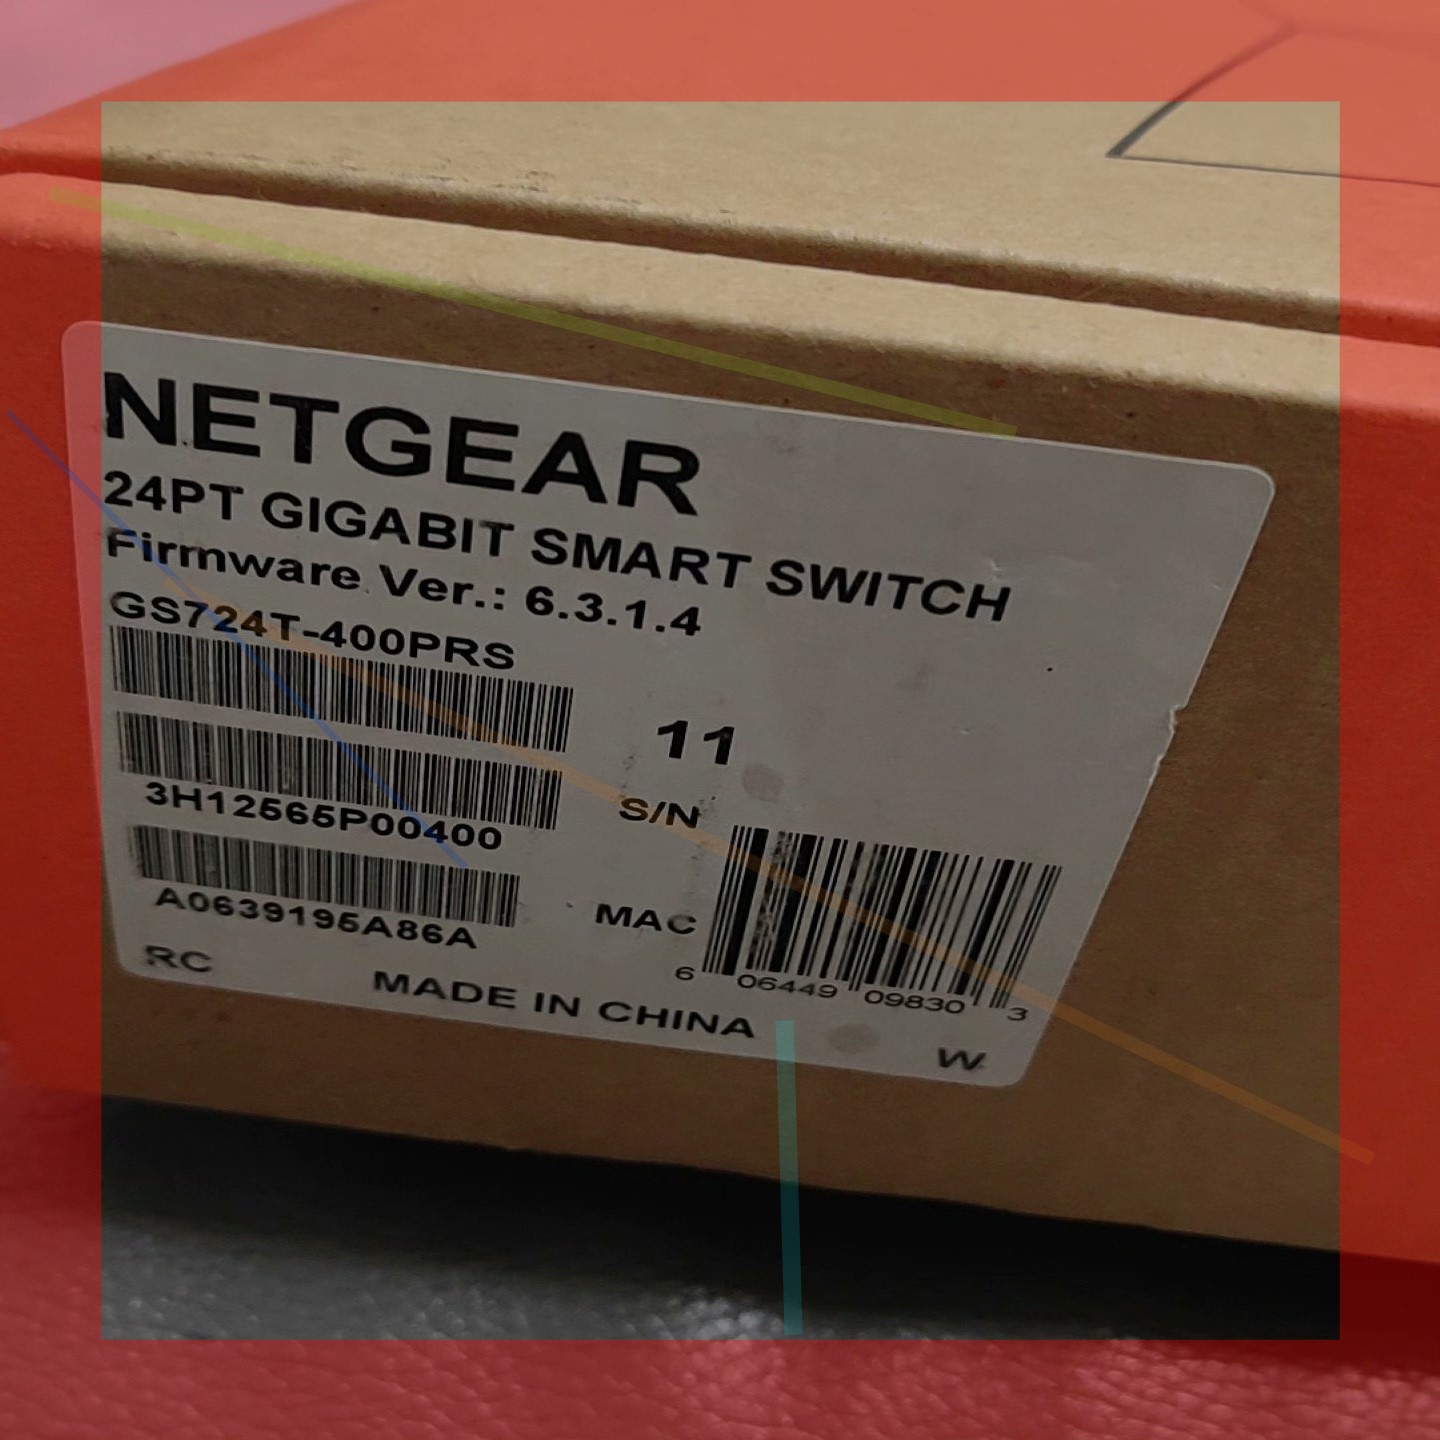 NETGEAR
24PT GIGABIT SMART SWITCH
Firmware Ver.: 6.3.1.4
GS724T-400PRS
11
S/N
3H12565P00400
MAC
A0639195A86A
6 06449 09830 3
RC MADE IN CHINA W